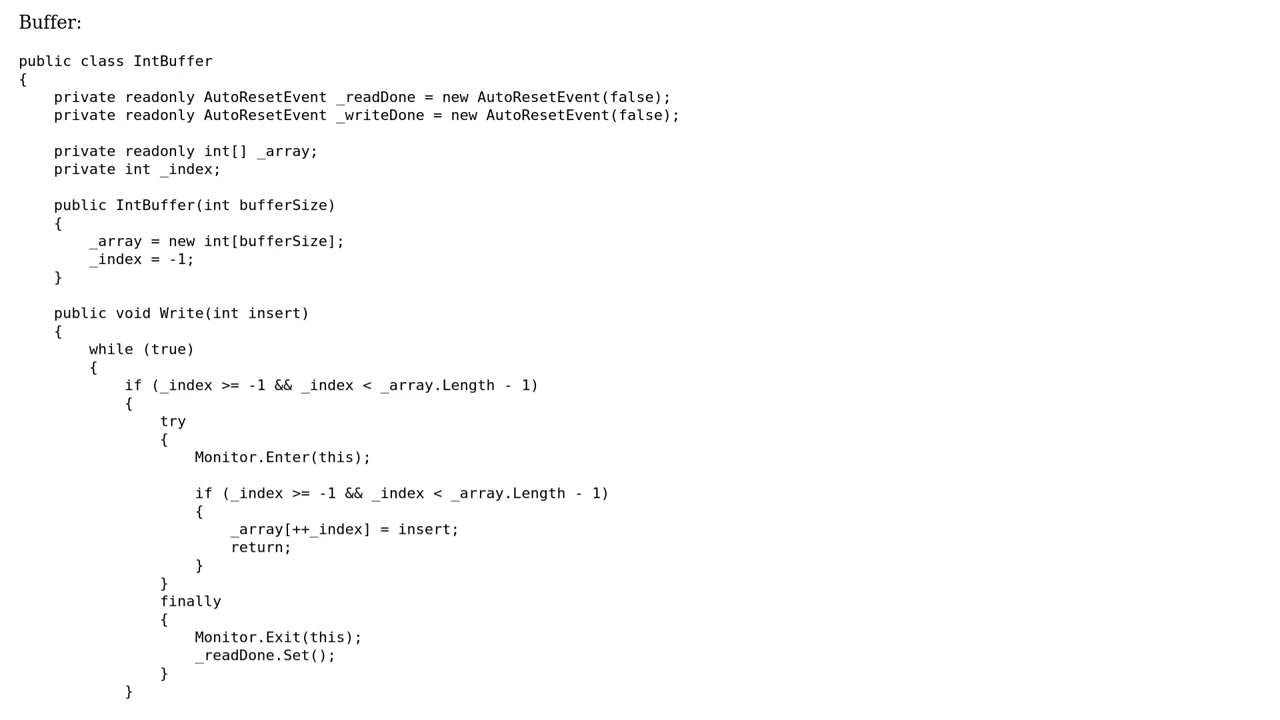 Buffer:
public class IntBuffer
{
    private readonly AutoResetEvent _readDone = new AutoResetEvent(false);
    private readonly AutoResetEvent _writeDone = new AutoResetEvent(false);

    private readonly int[] _array;
    private int _index;

    public IntBuffer(int bufferSize)
    {
        _array = new int[bufferSize];
        _index = -1;
    }

    public void Write(int insert)
    {
        while (true)
        {
            if (_index >= -1 && _index < _array.Length - 1)
            {
                try
                {
                    Monitor.Enter(this);

                    if (_index >= -1 && _index < _array.Length - 1)
                    {
                        _array[++_index] = insert;
                        return;
                    }
                }
                finally
                {
                    Monitor.Exit(this);
                    _readDone.Set();
                }
            }